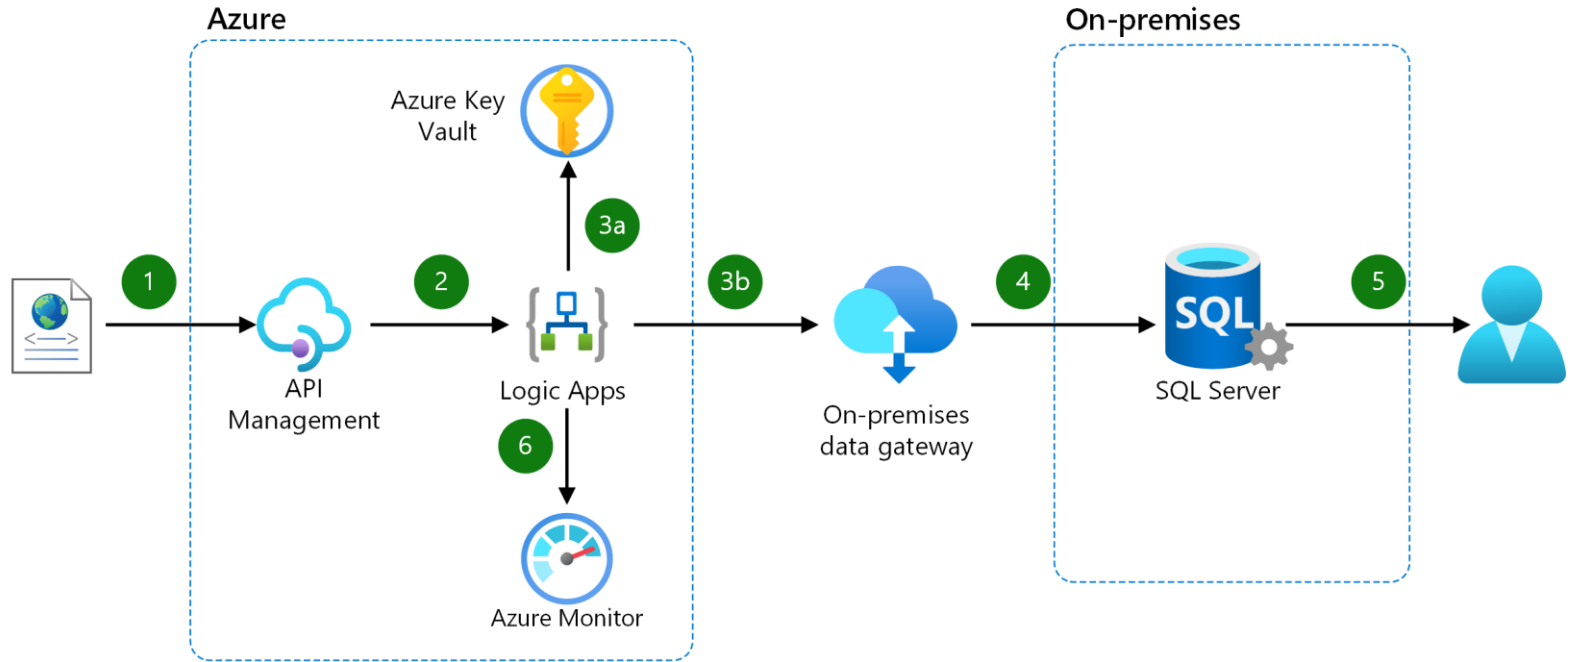 Azure
On-premises
Azure Key
Vault
3a
1
2
3b
4
5
SQL
API
Management
Logic Apps
On-premises
data gateway
SQL Server
6
Azure Monitor